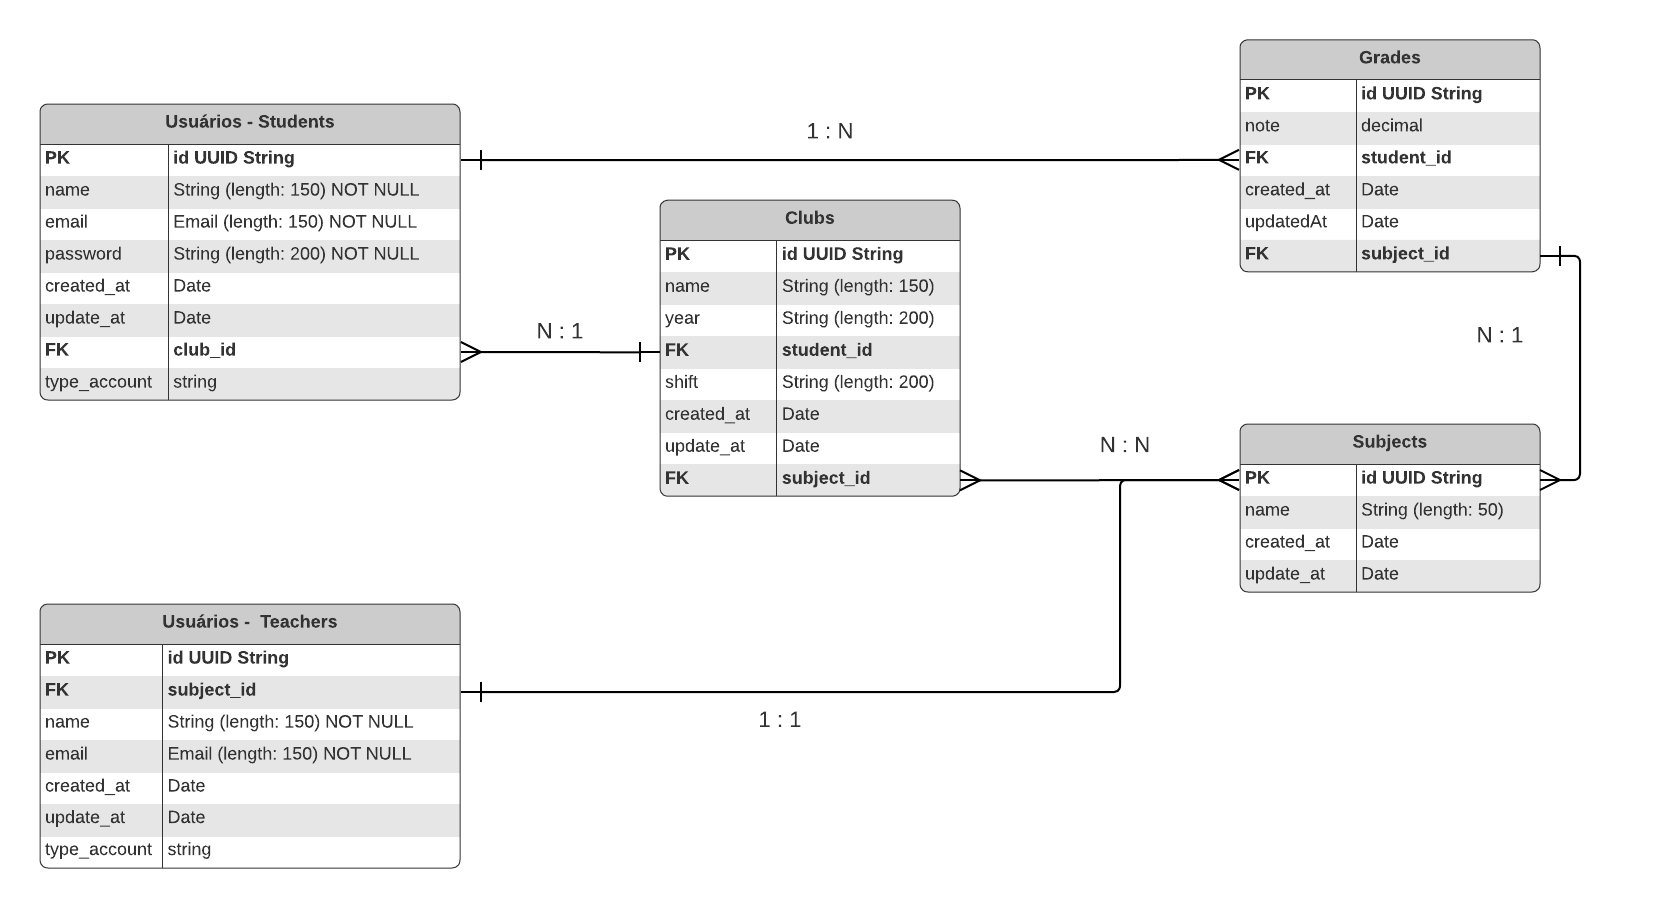 Usuários - Students
PK id UUID String
name String (length: 150) NOT NULL
email Email (length: 150) NOT NULL
password String (length: 200) NOT NULL
created_at Date
update_at Date
FK club_id
type_account string
1 : N
Grades
PK id UUID String
note decimal
FK student_id
created_at Date
updatedAt Date
FK subject_id
N : 1
Clubs
PK id UUID String
name String (length: 150)
year String (length: 200)
FK student_id
shift String (length: 200)
created_at Date
update_at Date
FK subject_id
N : 1
N : N
Subjects
PK id UUID String
name String (length: 50)
created_at Date
update_at Date
Usuários -  Teachers
PK id UUID String
FK subject_id
name String (length: 150) NOT NULL
email Email (length: 150) NOT NULL
created_at Date
update_at Date
type_account string
1 : 1